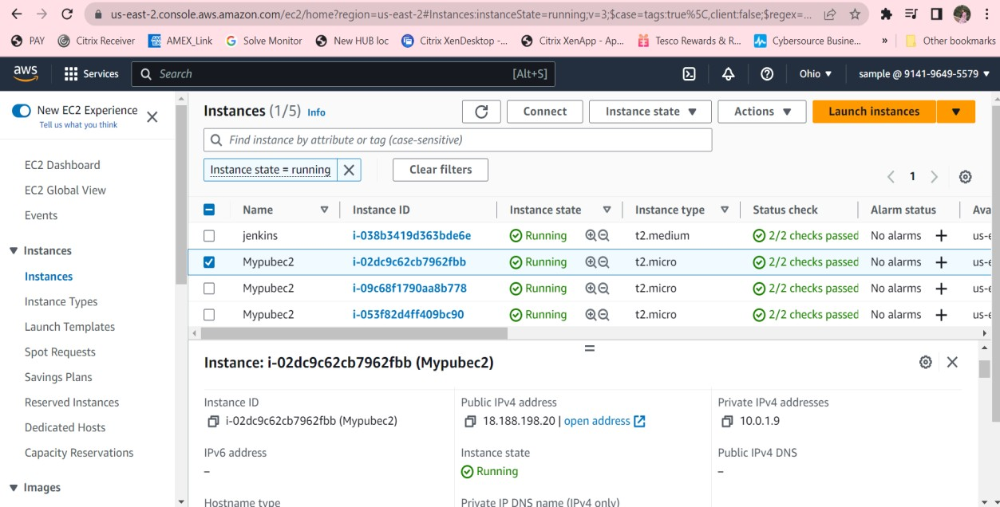 us-east-2.console.aws.amazon.com/ec2/home?region=us-east-2#Instances:instanceState=running;v=3;$case=tags:true%5C,client:false;$regex=...
PAY Citrix Receiver AMEX_Link Solve Monitor New HUB loc Citrix XenDesktop -... Citrix XenApp - Ap... Tesco Rewards & R... Cybersource Busine... » Other bookmarks
aws Services Search [Alt+S] Ohio ▼ sample @ 9141-9649-5579 ▼
New EC2 Experience
Tell us what you think
EC2 Dashboard
EC2 Global View
Events
Instances
Instances
Instance Types
Launch Templates
Spot Requests
Savings Plans
Reserved Instances
Dedicated Hosts
Capacity Reservations
Images
Instances (1/5) Info Connect Instance state ▼ Actions ▼ Launch instances ▼
Find instance by attribute or tag (case-sensitive)
Instance state = running Clear filters
1
Name Instance ID Instance state Instance type Status check Alarm status Ava
jenkins i-038b3419d363bde6e Running t2.medium 2/2 checks passed No alarms + us-e
Mypubec2 i-02dc9c62cb7962fbb Running t2.micro 2/2 checks passed No alarms + us-e
Mypubec2 i-09c68f1790aa8b778 Running t2.micro 2/2 checks passed No alarms + us-e
Mypubec2 i-053f82d4ff409bc90 Running t2.micro 2/2 checks passed No alarms + us-e
Instance: i-02dc9c62cb7962fbb (Mypubec2)
Instance ID Public IPv4 address Private IPv4 addresses
i-02dc9c62cb7962fbb (Mypubec2) 18.188.198.20 | open address 10.0.1.9
IPv6 address Instance state Public IPv4 DNS
– Running –
Hostname type Private IP DNS name (IPv4 only)